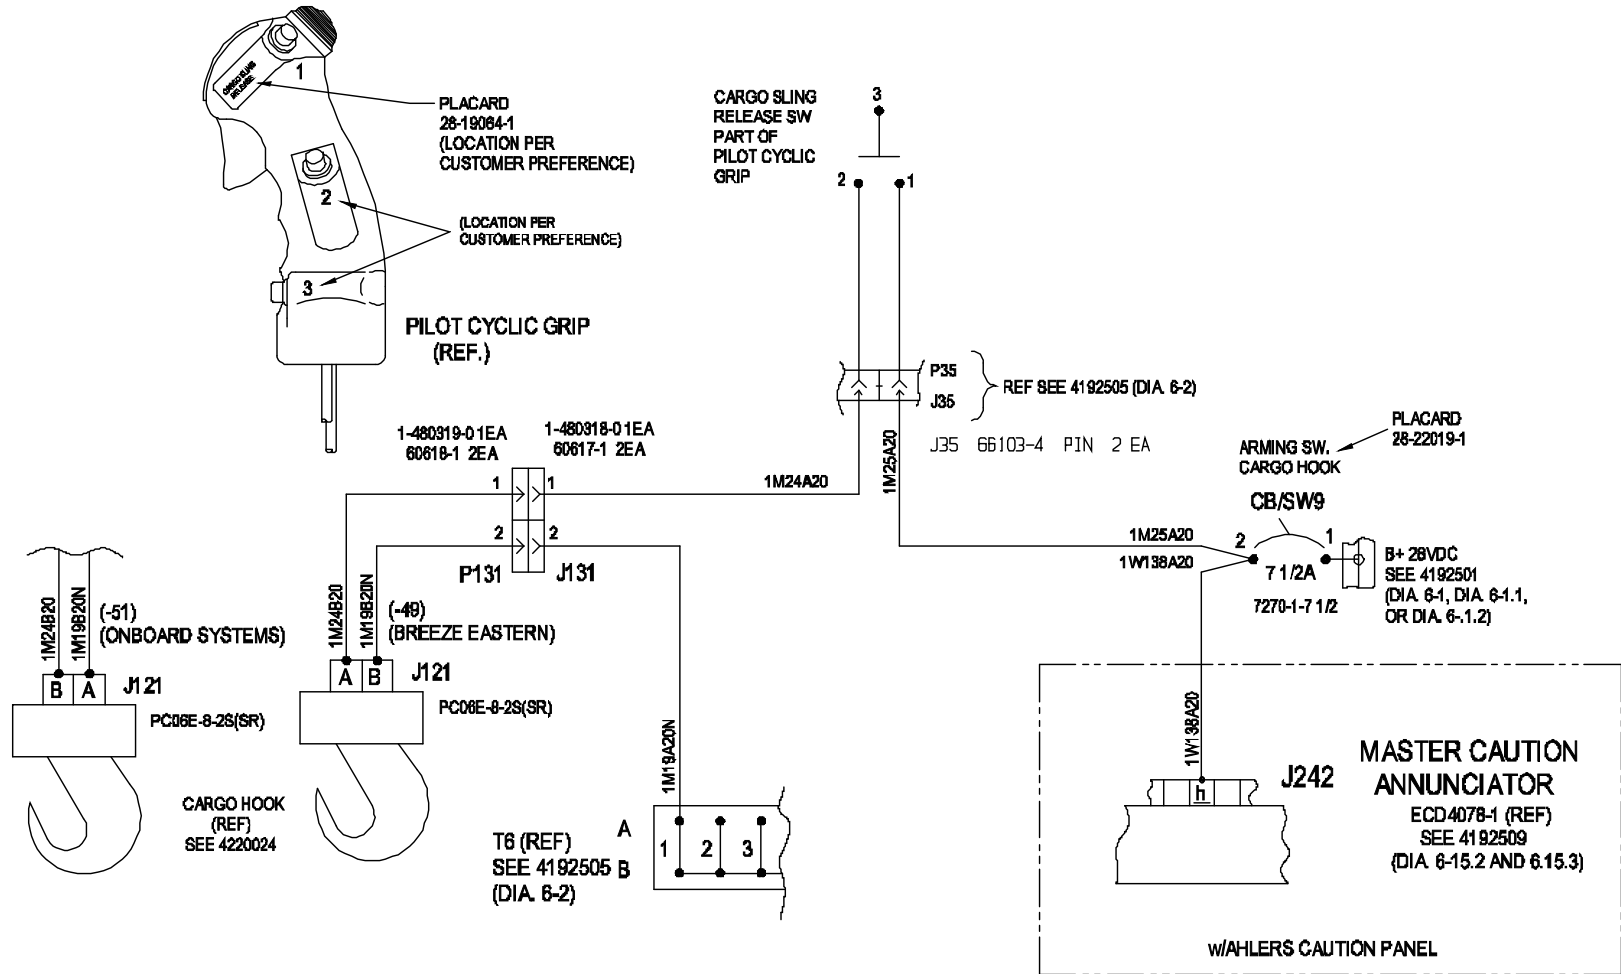 CARGO SLING
RELEASE
1
PLACARD
28-19064-1
(LOCATION PER
CUSTOMER PREFERENCE)
2
(LOCATION PER
CUSTOMER PREFERENCE)
3
PILOT CYCLIC GRIP
(REF.)
CARGO SLING
RELEASE SW
PART OF
PILOT CYCLIC
GRIP
3
2
1
P35
J35
REF SEE 4192505 (DIA. 6-2)
J35 66103-4 PIN 2 EA
1-480319-0 1EA
60618-1 2EA
1-480318-0 1EA
60617-1 2EA
1
1
2
2
P131
J131
1M24A20
1M25A20
PLACARD
28-22019-1
ARMING SW.
CARGO HOOK
CB/SW9
1M25A20
1W138A20
2
1
7 1/2A
7270-1-7 1/2
B+ 28VDC
SEE 4192501
(DIA. 6-1, DIA. 6-1.1,
OR DIA. 6-.1.2)
1M24B20
1M19B20N
(-51)
(ONBOARD SYSTEMS)
B
A
J121
PC06E-8-2S(SR)
1M24B20
1M19B20N
(-49)
(BREEZE EASTERN)
A
B
J121
PC06E-8-2S(SR)
CARGO HOOK
(REF)
SEE 4220024
1M19A20N
T6 (REF)
SEE 4192505
(DIA. 6-2)
A
B
1
2
3
1W138A20
h
J242
MASTER CAUTION
ANNUNCIATOR
ECD4078-1 (REF)
SEE 4192509
(DIA. 6-15.2 AND 6.15.3)
w/AHLERS CAUTION PANEL